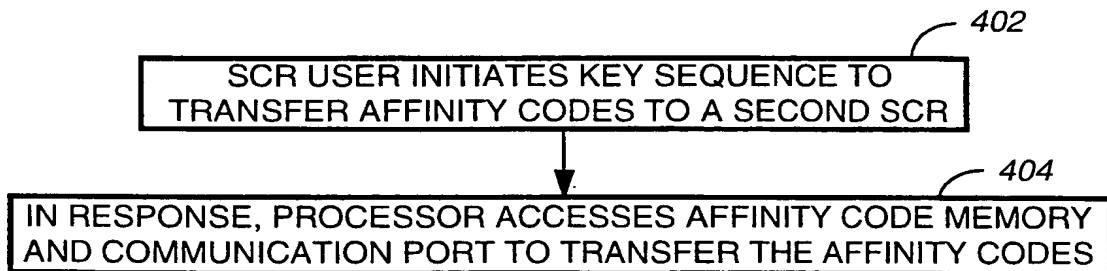 402
SCR USER INITIATES KEY SEQUENCE TO
TRANSFER AFFINITY CODES TO A SECOND SCR
404
IN RESPONSE, PROCESSOR ACCESSES AFFINITY CODE MEMORY
AND COMMUNICATION PORT TO TRANSFER THE AFFINITY CODES